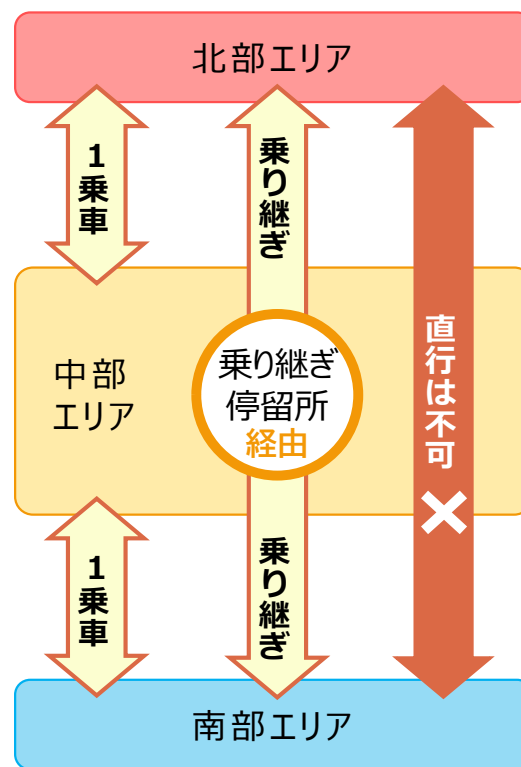 北部エリア
1乗車
乗り継ぎ
中部
エリア
乗り継ぎ
停留所
経由
直行は不可
1乗車
乗り継ぎ
南部エリア